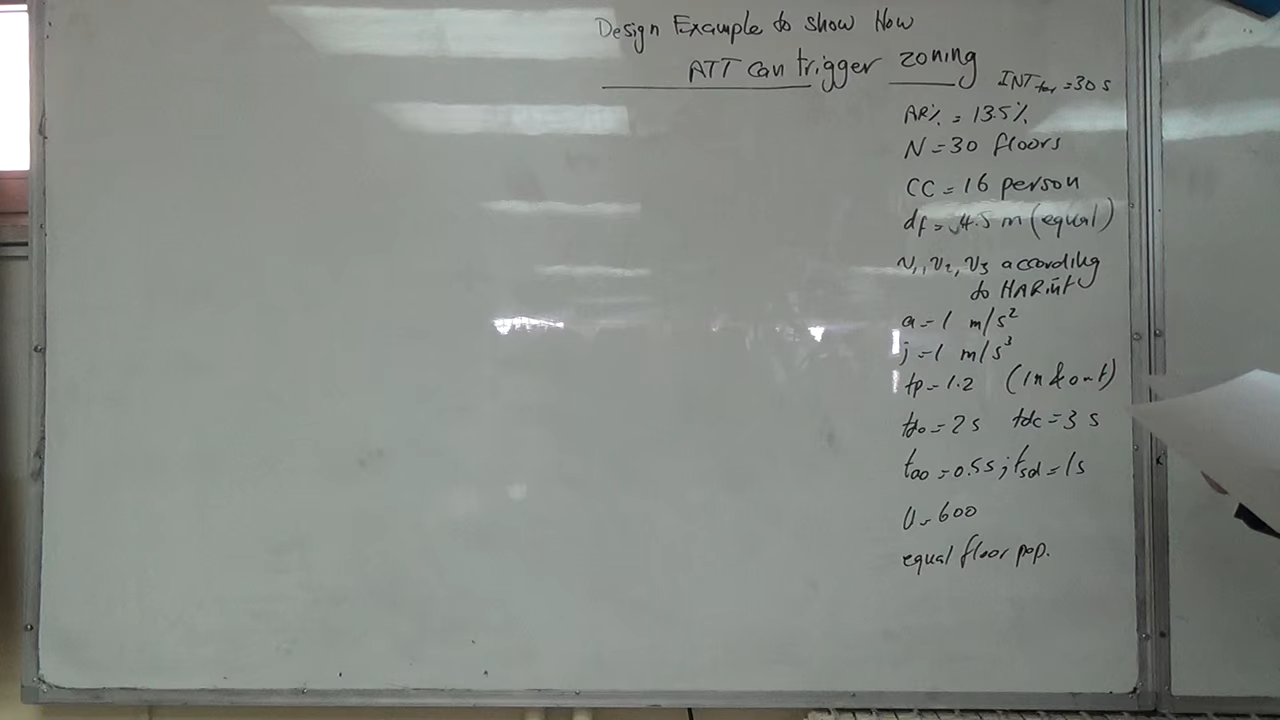 Design Example to show How
ATT can trigger zoning
INTtar = 30 s
AR% = 13.5%
N = 30 floors
CC = 16 person
df = 4.5 m (equal)
v1, v2, v3 according
to HARint
a = 1 m/s²
j = 1 m/s³
tp = 1.2 (in & out)
tdo = 2 s tdc = 3 s
tao = 0.5 s ; tsd = 1 s
U = 600
equal floor pop.